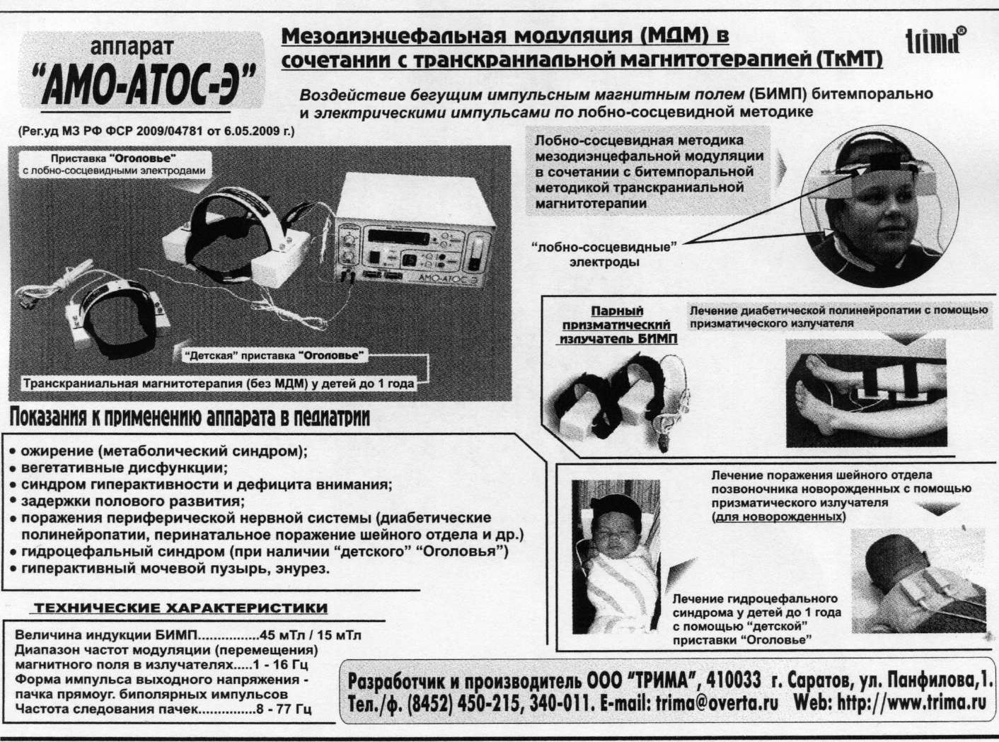 аппарат
“АМО-АТОС-Э”
(Рег.уд МЗ РФ ФСР 2009/04781 от 6.05.2009 г.)
Мезодиэнцефальная модуляция (МДМ) в
сочетании с транскраниальной магнитотерапией (ТкМТ)
trima®
Воздействие бегущим импульсным магнитным полем (БИМП) битемпорально
и электрическими импульсами по лобно-сосцевидной методике
Приставка "Оголовье"
с лобно-сосцевидными электродами
АМО-АТОС-Э
“Детская” приставка "Оголовье"
Транскраниальная магнитотерапия (без МДМ) у детей до 1 года
Лобно-сосцевидная методика
мезодиэнцефальной модуляции
в сочетании с битемпоральной
методикой транскраниальной
магнитотерапии
“лобно-сосцевидные”
электроды
Парный
призматический
излучатель БИМП
Лечение диабетической полинейропатии с помощью
призматического излучателя
Показания к применению аппарата в педиатрии
• ожирение (метаболический синдром);
• вегетативные дисфункции;
• синдром гиперактивности и дефицита внимания;
• задержки полового развития;
• поражения периферической нервной системы (диабетические
полинейропатии, перинатальное поражение шейного отдела и др.)
• гидроцефальный синдром (при наличии “детского” “Оголовья”)
• гиперактивный мочевой пузырь, энурез.
Лечение поражения шейного отдела
позвоночника новорожденных с помощью
призматического излучателя
(для новорожденных)
Лечение гидроцефального
синдрома у детей до 1 года
с помощью “детской”
приставки “Оголовье”
ТЕХНИЧЕСКИЕ ХАРАКТЕРИСТИКИ
Величина индукции БИМП................45 мТл / 15 мТл
Диапазон частот модуляции (перемещения)
магнитного поля в излучателях.....1 - 16 Гц
Форма импульса выходного напряжения -
пачка прямоуг. биполярных импульсов
Частота следования пачек...............8 - 77 Гц
Разработчик и производитель ООО “ТРИМА”, 410033 г. Саратов, ул. Панфилова,1.
Тел./ф. (8452) 450-215, 340-011. E-mail: trima@overta.ru Web: http://www.trima.ru